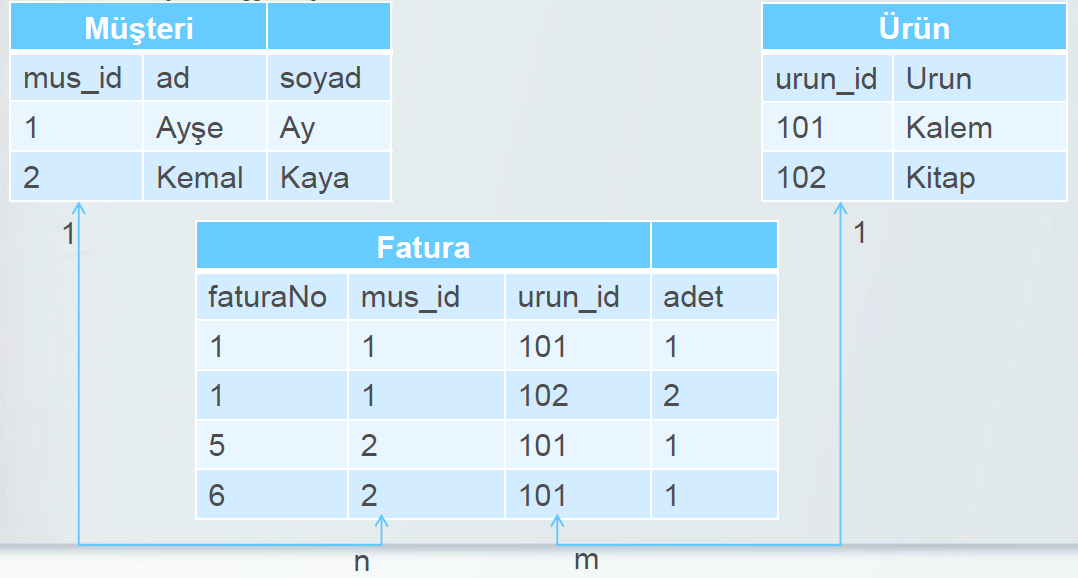 Müşteri
mus_id ad soyad
1 Ayşe Ay
2 Kemal Kaya
Ürün
urun_id Urun
101 Kalem
102 Kitap
1
1
Fatura
faturaNo mus_id urun_id adet
1 1 101 1
1 1 102 2
5 2 101 1
6 2 101 1
n
m